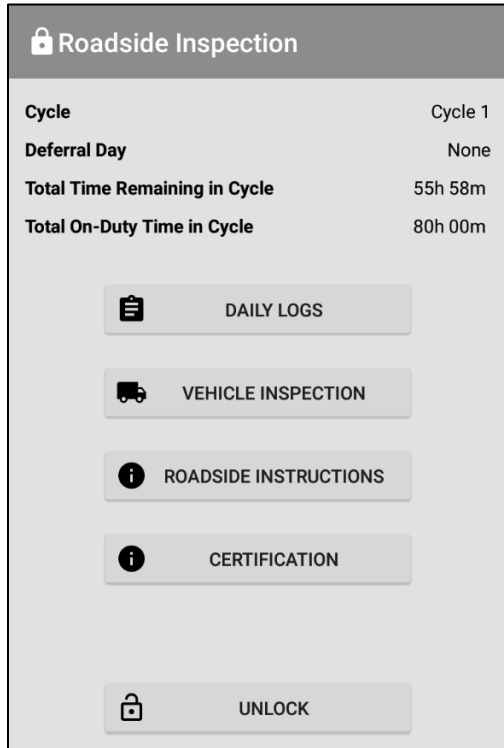 Roadside Inspection
Cycle Cycle 1
Deferral Day None
Total Time Remaining in Cycle 55h 58m
Total On-Duty Time in Cycle 80h 00m
DAILY LOGS
VEHICLE INSPECTION
ROADSIDE INSTRUCTIONS
CERTIFICATION
UNLOCK